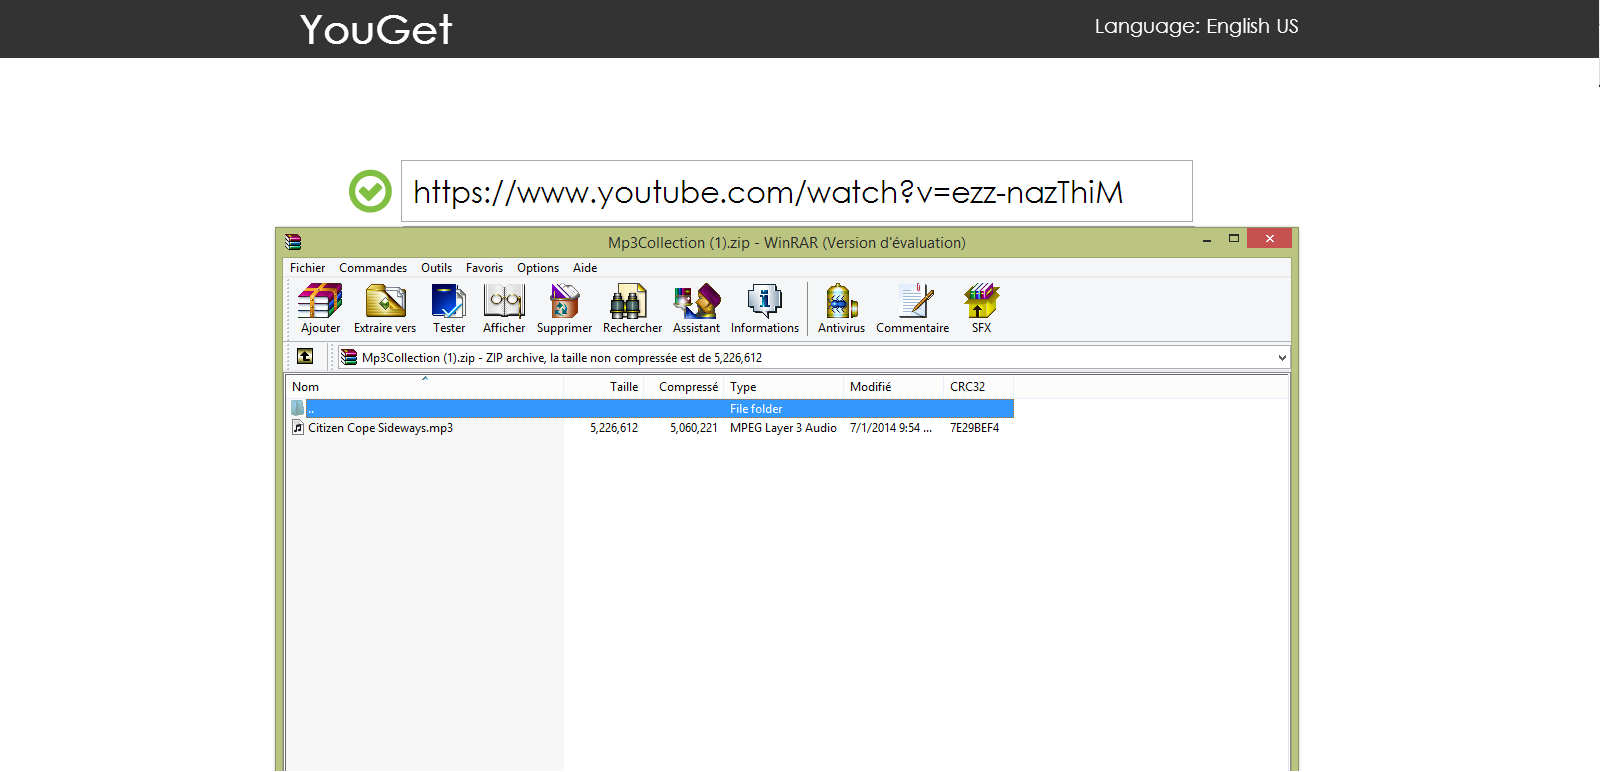 YouGet
Language: English US
https://www.youtube.com/watch?v=ezz-nazThiM
Mp3Collection (1).zip - WinRAR (Version d'évaluation)
Fichier Commandes Outils Favoris Options Aide
Ajouter Extraire vers Tester Afficher Supprimer Rechercher Assistant Informations Antivirus Commentaire SFX
Mp3Collection (1).zip - ZIP archive, la taille non compressée est de 5,226,612
Nom Taille Compressé Type Modifié CRC32
.. File folder
Citizen Cope Sideways.mp3 5,226,612 5,060,221 MPEG Layer 3 Audio 7/1/2014 9:54 ... 7E29BEF4